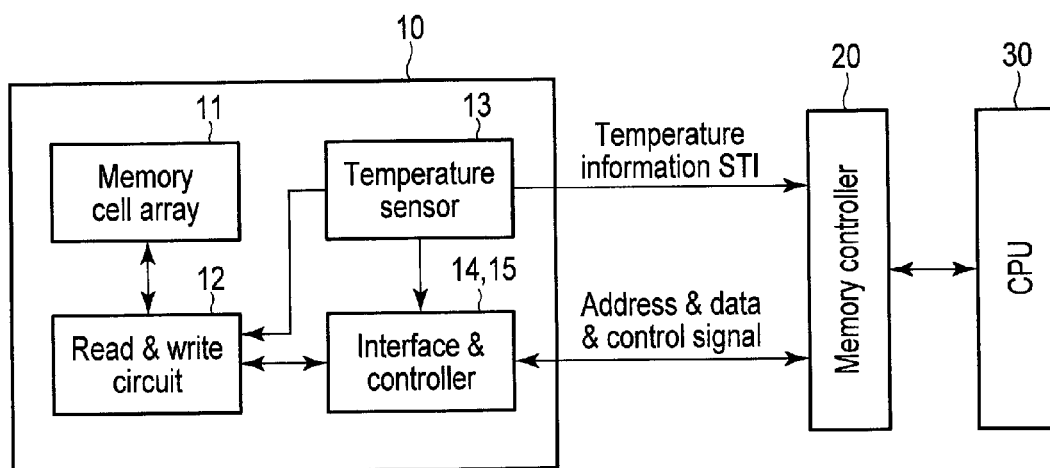 10
20
30
11
13
Memory
cell array
Temperature
sensor
Temperature
information STI
12
14,15
Read & write
circuit
Interface &
controller
Address & data
& control signal
Memory controller
CPU